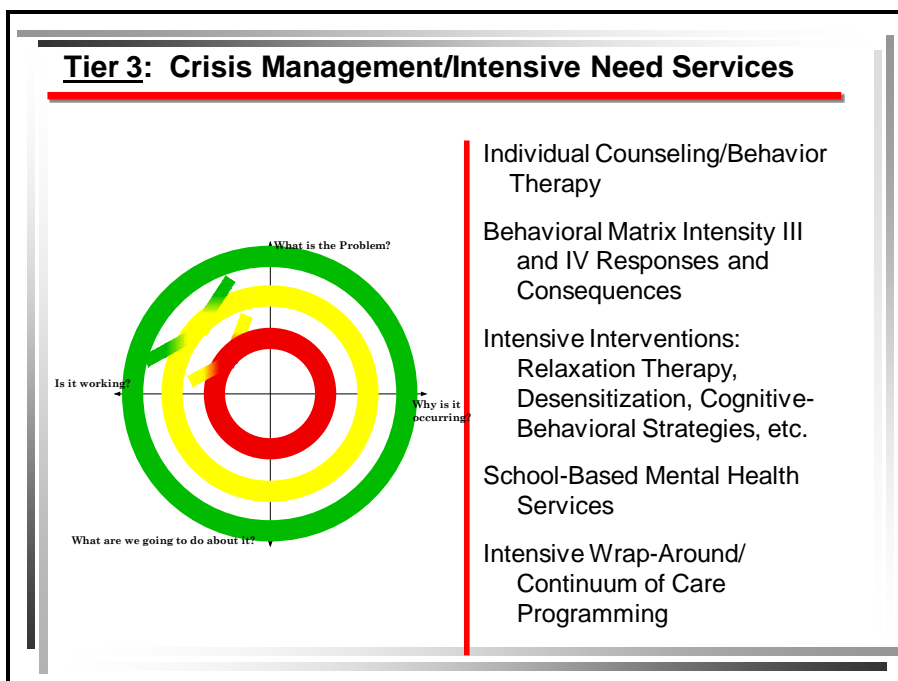 Tier 3:  Crisis Management/Intensive Need Services
What is the Problem?
Is it working?
Why is it
occurring?
What are we going to do about it?
Individual Counseling/Behavior
Therapy
Behavioral Matrix Intensity III
and IV Responses and
Consequences
Intensive Interventions:
Relaxation Therapy,
Desensitization, Cognitive-
Behavioral Strategies, etc.
School-Based Mental Health
Services
Intensive Wrap-Around/
Continuum of Care
Programming